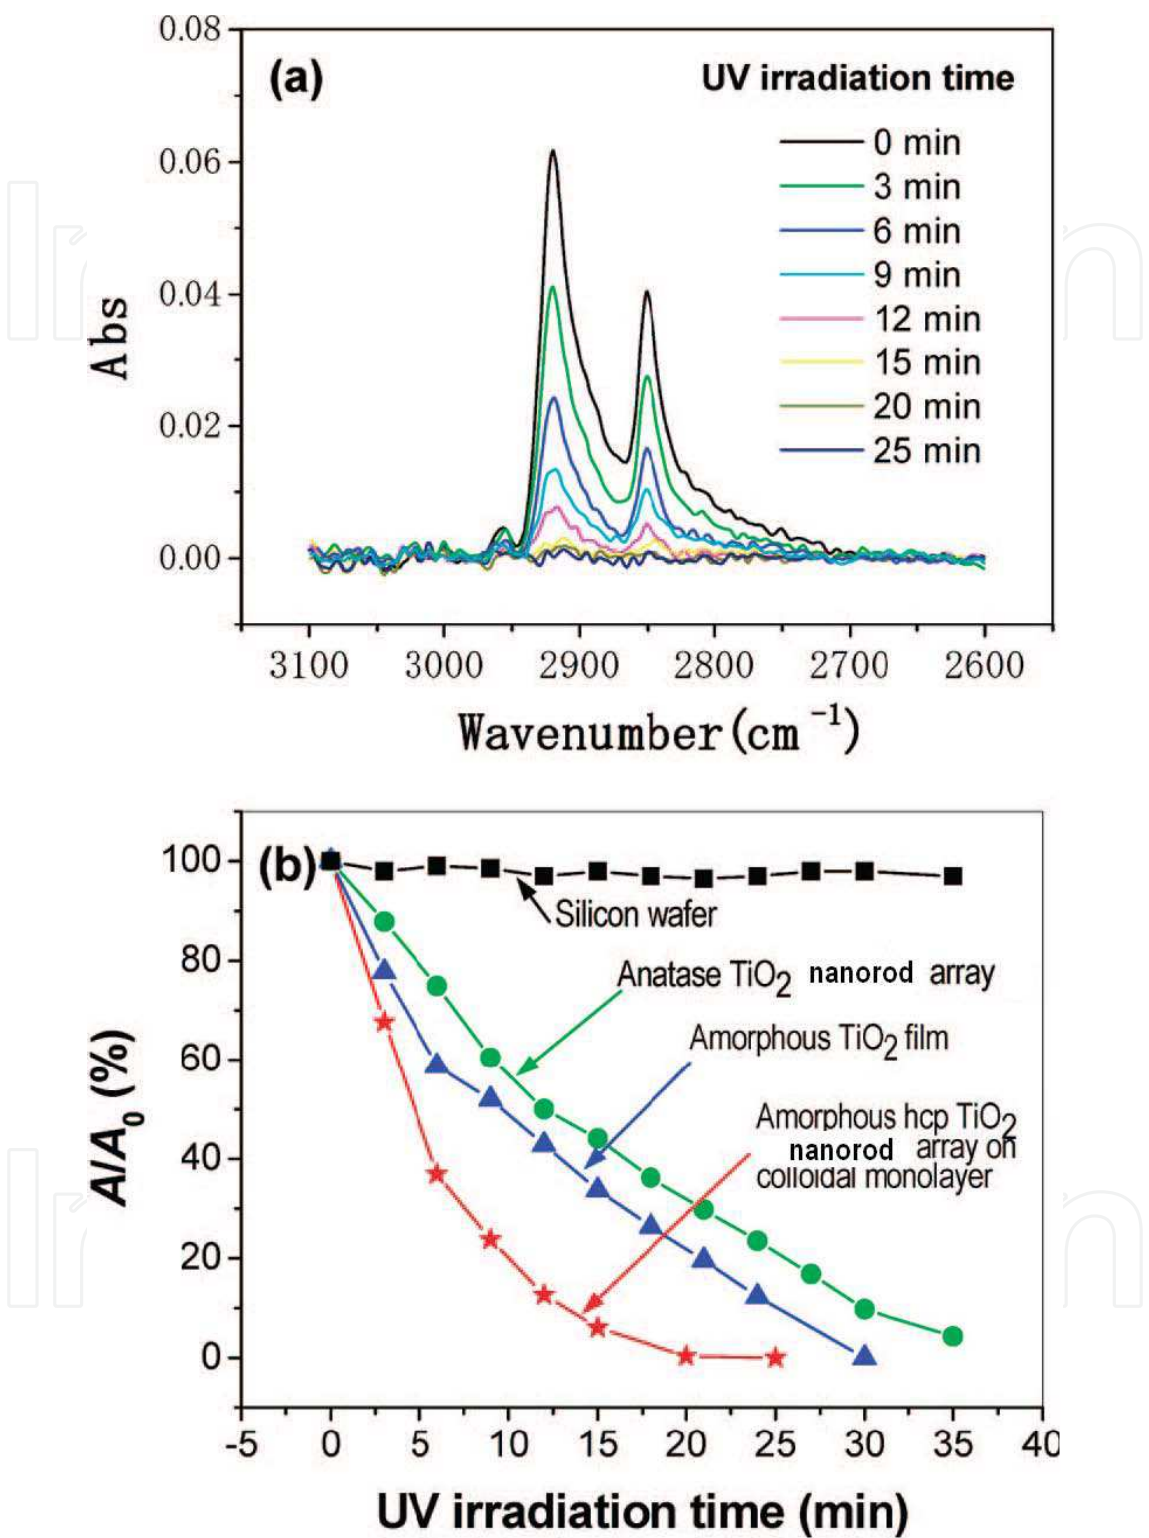 0.08
(a)
UV irradiation time
0 min
3 min
6 min
9 min
12 min
15 min
20 min
25 min
0.06
0.04
0.02
0.00
Abs
3100 3000 2900 2800 2700 2600
Wavenumber(cm⁻¹)
(b)
100
80
60
40
20
0
A/A₀ (%)
Silicon wafer
Anatase TiO₂ nanorod array
Amorphous TiO₂ film
Amorphous hcp TiO₂
nanorod array on
colloidal monolayer
-5 0 5 10 15 20 25 30 35 40
UV irradiation time (min)